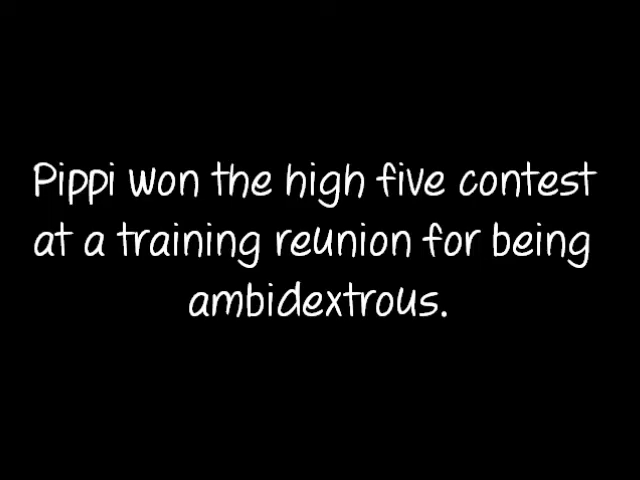 Pippi won the high five contest
at a training reunion for being
ambidextrous.